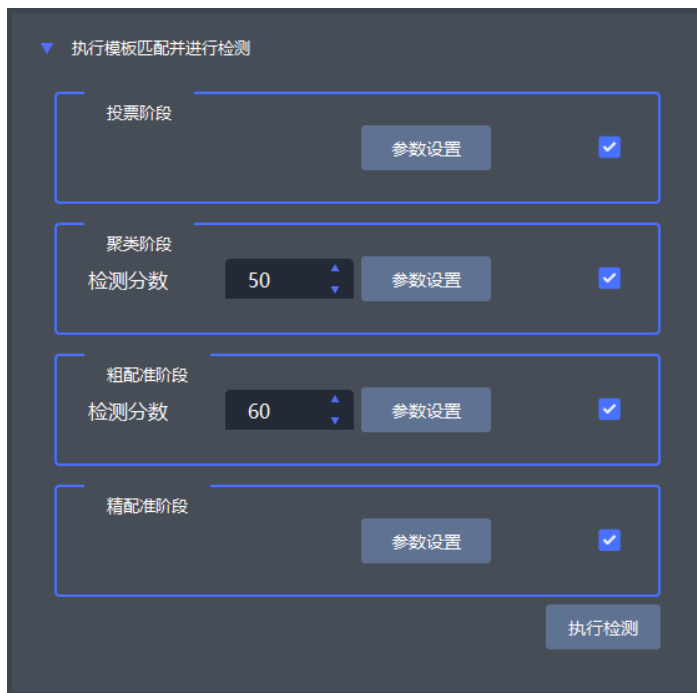 执行模板匹配并进行检测
投票阶段
参数设置
聚类阶段
检测分数 50 参数设置
粗配准阶段
检测分数 60 参数设置
精配准阶段
参数设置
执行检测